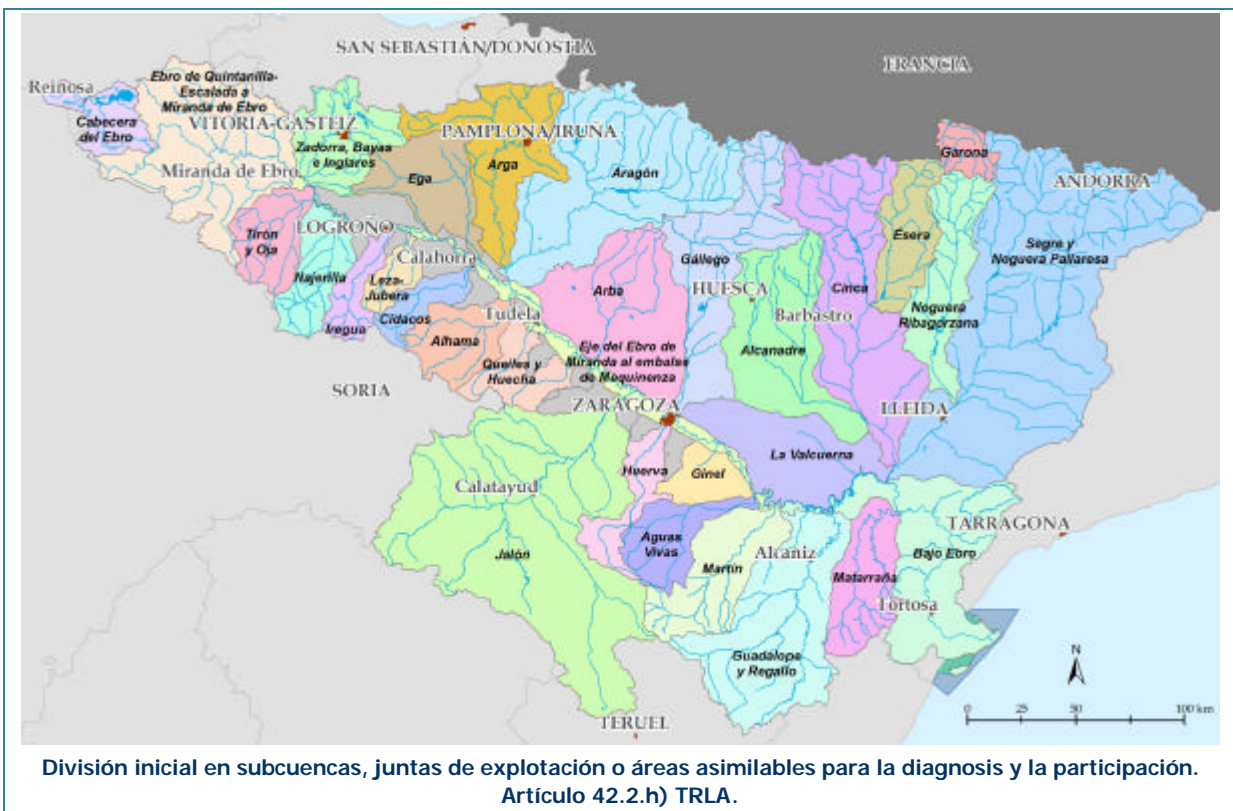 SAN SEBASTIÁN/DONOSTIA
FRANCIA
Reinosa
Ebro de Quintanilla-
Escalada a
Miranda de Ebro
Cabecera
del Ebro
VITORIA-GASTEIZ
Zadorra, Bayas
e Inglares
PAMPLONA/IRUÑA
Arga
Garona
ANDORRA
Miranda de Ebro
Ega
Aragón
Ésera
Segre y
Noguera Pallaresa
Tirón
y Oja
LOGROÑO
Calahorra
Najerilla
Leza-
Jubera
Iregua
Cidacos
Gállego
HUESCA
Cinca
Arba
Tudela
Barbastro
Noguera
Ribagorzana
Alhama
Queiles y
Huecha
Eje del Ebro de
Miranda al embalse
de Mequinenza
Alcanadre
SORIA
ZARAGOZA
LLEIDA
Huerva
Ginel
La Valcuerna
Calatayud
Jalón
Aguas
Vivas
Martín
Alcañiz
Matarraña
Bajo Ebro
TARRAGONA
Tortosa
Guadalope
y Regallo
TERUEL
N
0 25 50 100 km
División inicial en subcuencas, juntas de explotación o áreas asimilables para la diagnosis y la participación.
Artículo 42.2.h) TRLA.